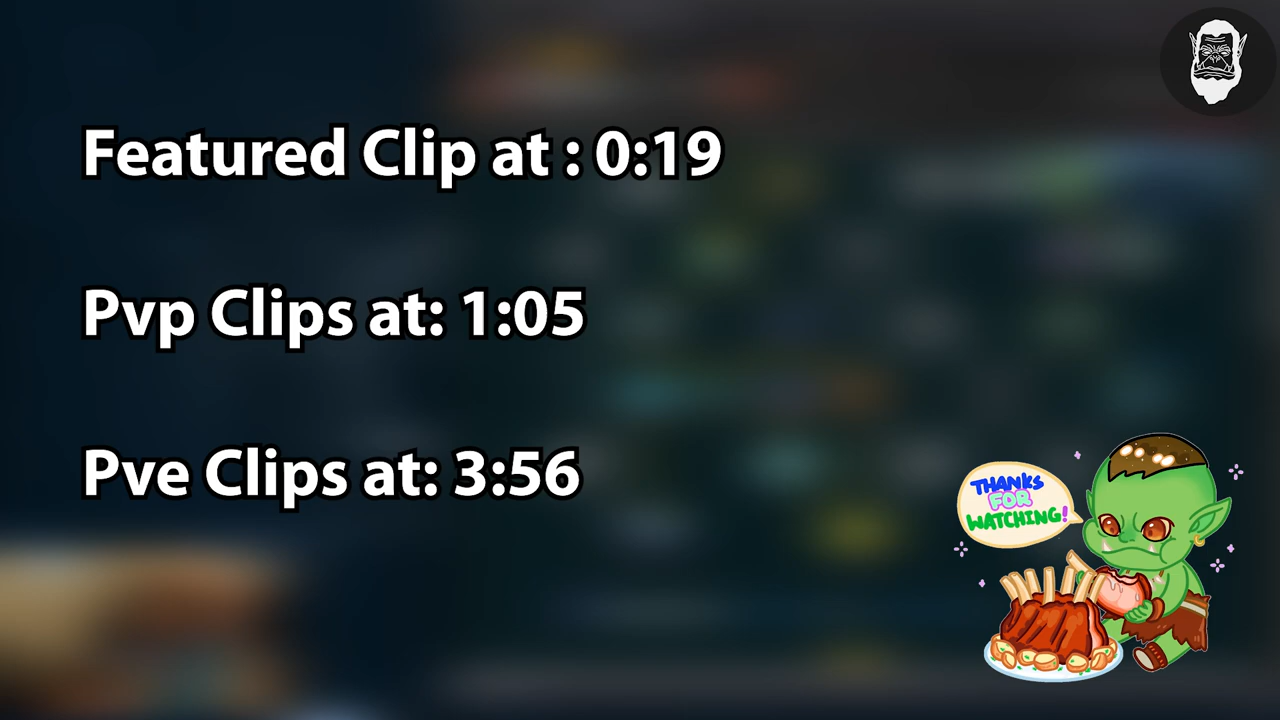 Featured Clip at : 0:19
Pvp Clips at: 1:05
Pve Clips at: 3:56
THANKS
FOR
WATCHING!